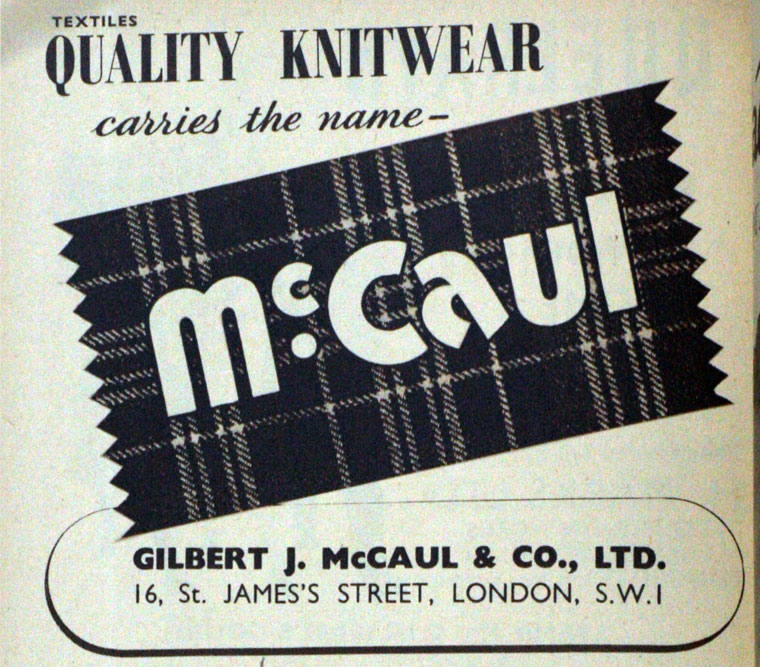 TEXTILES
QUALITY KNITWEAR
carries the name–
McCaul
GILBERT J. McCAUL & CO., LTD.
16, St. JAMES'S STREET, LONDON, S.W.1